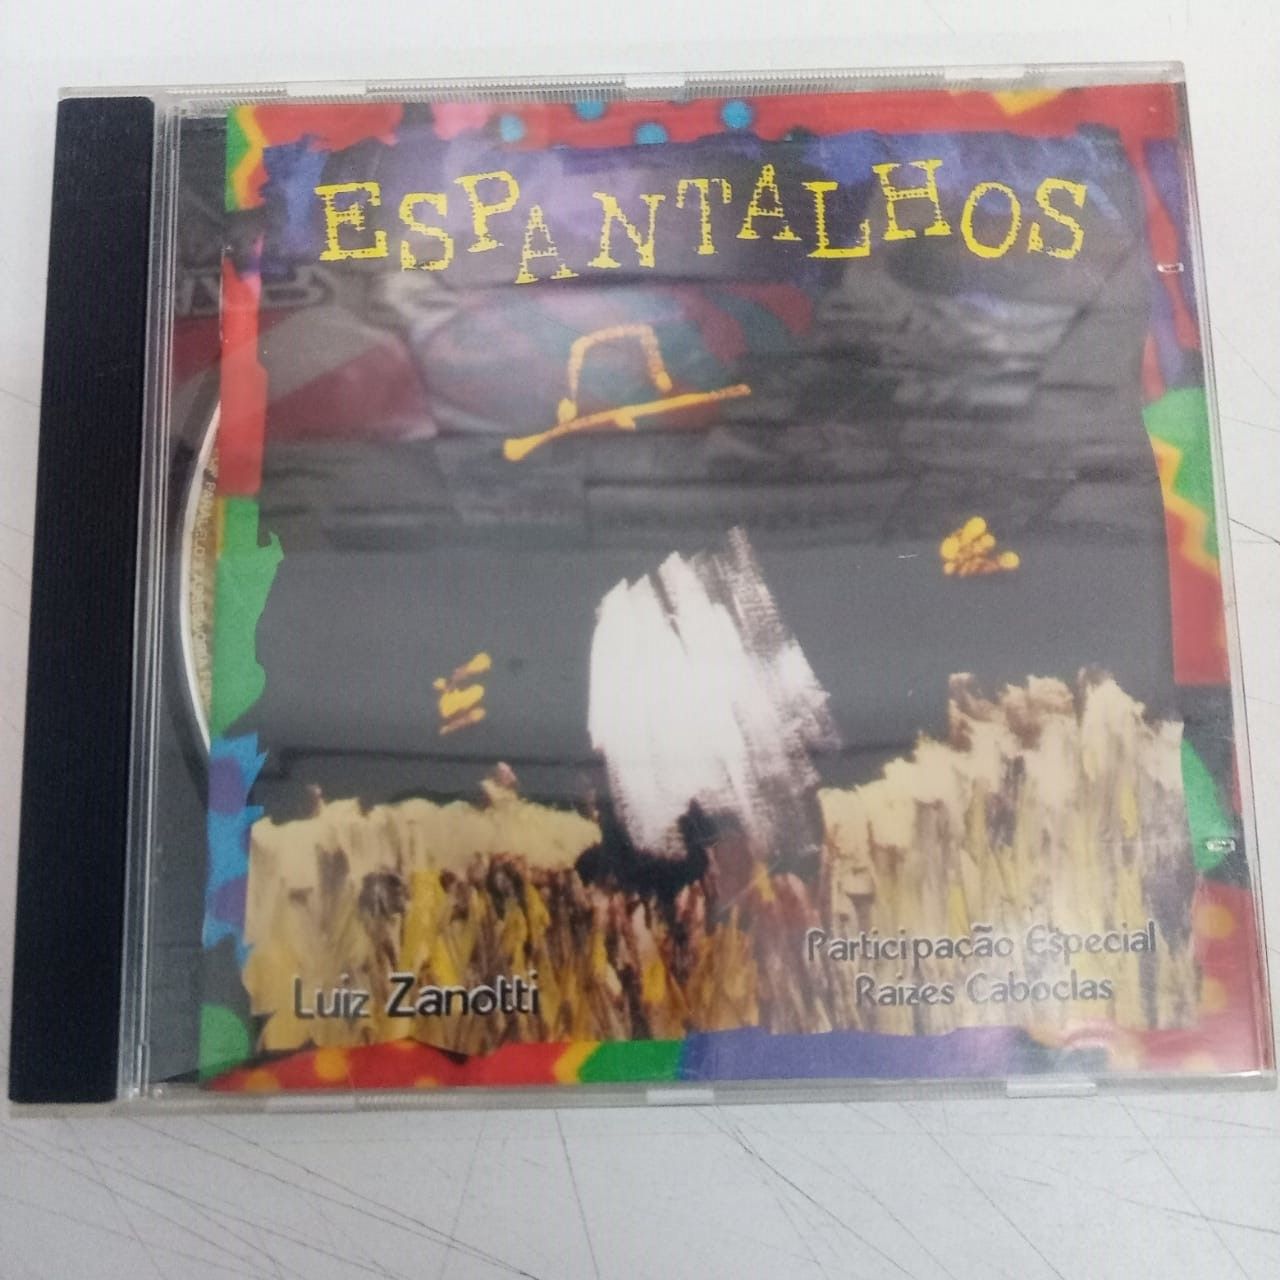 ESPANTALHOS
Participação Especial
Luiz Zanotti
Raízes Caboclas